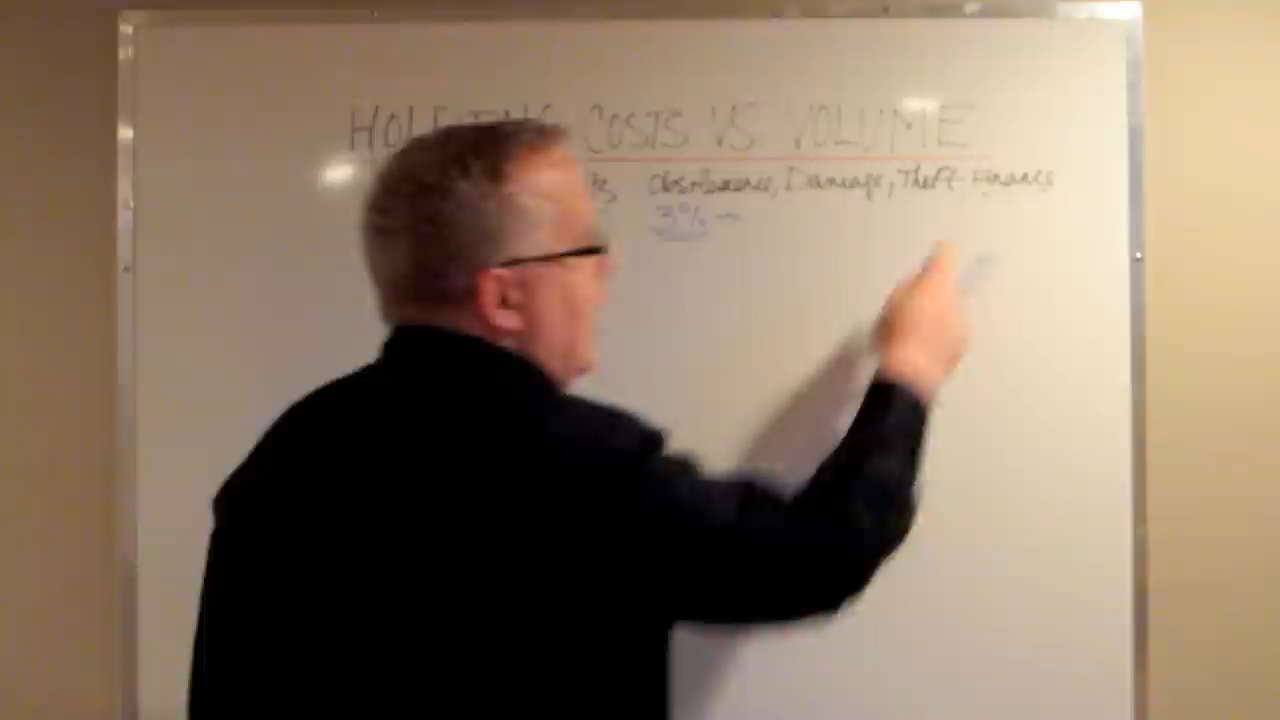 HOLDING COSTS VS VOLUME
Obsolescence, Damage, Theft Finance
3% -